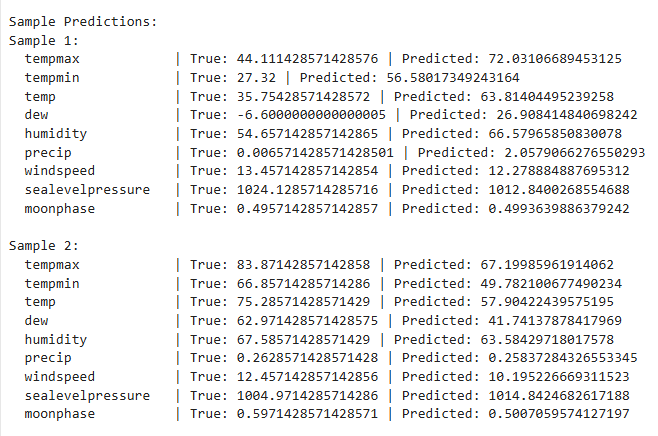 Sample Predictions:
Sample 1:
tempmax | True: 44.111428571428576 | Predicted: 72.03106689453125
tempmin | True: 27.32 | Predicted: 56.58017349243164
temp | True: 35.75428571428572 | Predicted: 63.81404495239258
dew | True: -6.6000000000000005 | Predicted: 26.908414840698242
humidity | True: 54.65714285714265 | Predicted: 66.57965850830078
precip | True: 0.006571428571428501 | Predicted: 2.0579066276550293
windspeed | True: 13.457142857142854 | Predicted: 12.278884887695312
sealevelpressure | True: 1024.1285714285716 | Predicted: 1012.8400268554688
moonphase | True: 0.4957142857142857 | Predicted: 0.4993639886379242
Sample 2:
tempmax | True: 83.87142857142858 | Predicted: 67.19985961914062
tempmin | True: 66.85714285714286 | Predicted: 49.782100677490234
temp | True: 75.28571428571429 | Predicted: 57.90422439575195
dew | True: 62.971428571428575 | Predicted: 41.74137878417969
humidity | True: 67.58571428571429 | Predicted: 63.58429718017578
precip | True: 0.2628571428571428 | Predicted: 0.25837284326553345
windspeed | True: 12.457142857142856 | Predicted: 10.195226669311523
sealevelpressure | True: 1004.9714285714286 | Predicted: 1014.8424682617188
moonphase | True: 0.5971428571428571 | Predicted: 0.5007059574127197